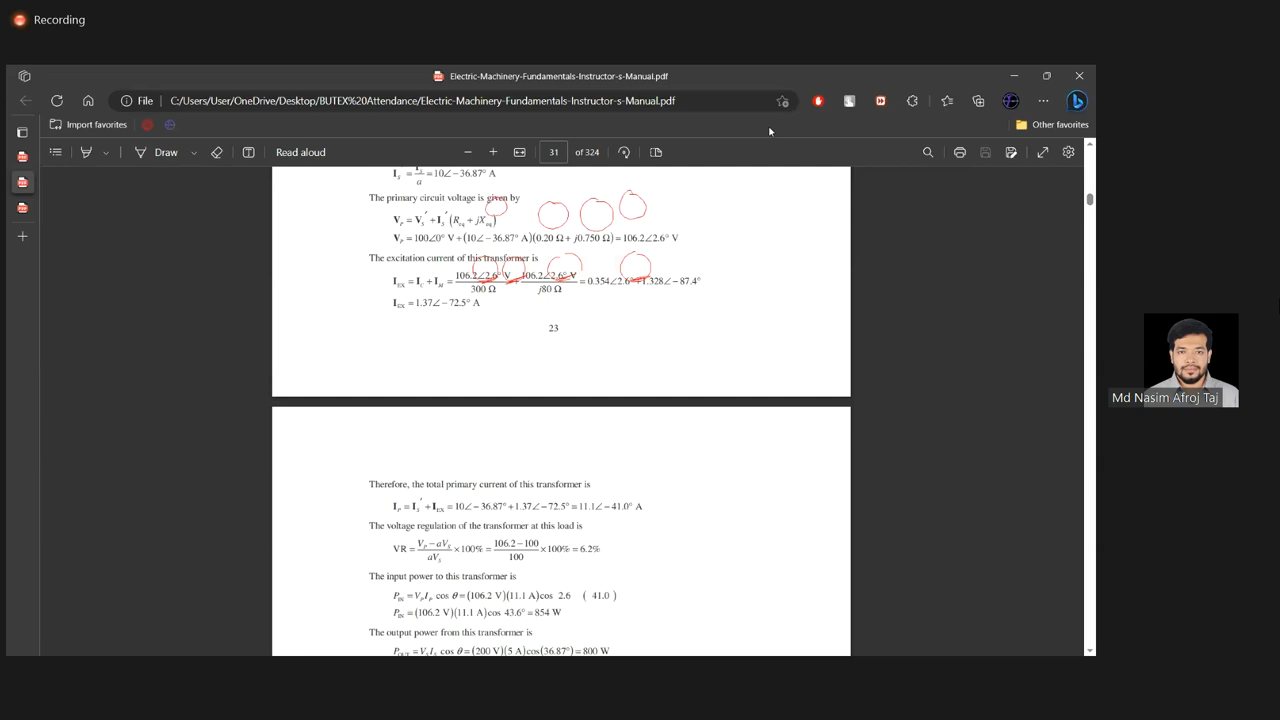 Recording
Electric-Machinery-Fundamentals-Instructor-s-Manual.pdf
File C:/Users/User/OneDrive/Desktop/BUTEX%20Attendance/Electric-Machinery-Fundamentals-Instructor-s-Manual.pdf
Import favorites Other favorites
Draw Read aloud 31 of 324
I_S' = I_S / a = 10∠−36.87° A
The primary circuit voltage is given by
V_P = V_S' + I_S' (R_eq + jX_eq)
V_P = 100∠0° V + (10∠−36.87° A)(0.20 Ω + j0.750 Ω) = 106.2∠2.6° V
The excitation current of this transformer is
I_EX = I_C + I_M = 106.2∠2.6° V / 300 Ω + 106.2∠2.6° V / j80 Ω = 0.354∠2.6° + 1.328∠−87.4°
I_EX = 1.37∠−72.5° A
23
Md Nasim Afroj Taj
Therefore, the total primary current of this transformer is
I_P = I_S' + I_EX = 10∠−36.87° + 1.37∠−72.5° = 11.1∠−41.0° A
The voltage regulation of the transformer at this load is
VR = (V_P − aV_S) / aV_S × 100% = (106.2 − 100) / 100 × 100% = 6.2%
The input power to this transformer is
P_IN = V_P I_P cos θ = (106.2 V)(11.1 A) cos 2.6 ( 41.0 )
P_IN = (106.2 V)(11.1 A) cos 43.6° = 854 W
The output power from this transformer is
P_OUT = V_S I_S cos θ = (200 V)(5 A) cos(36.87°) = 800 W